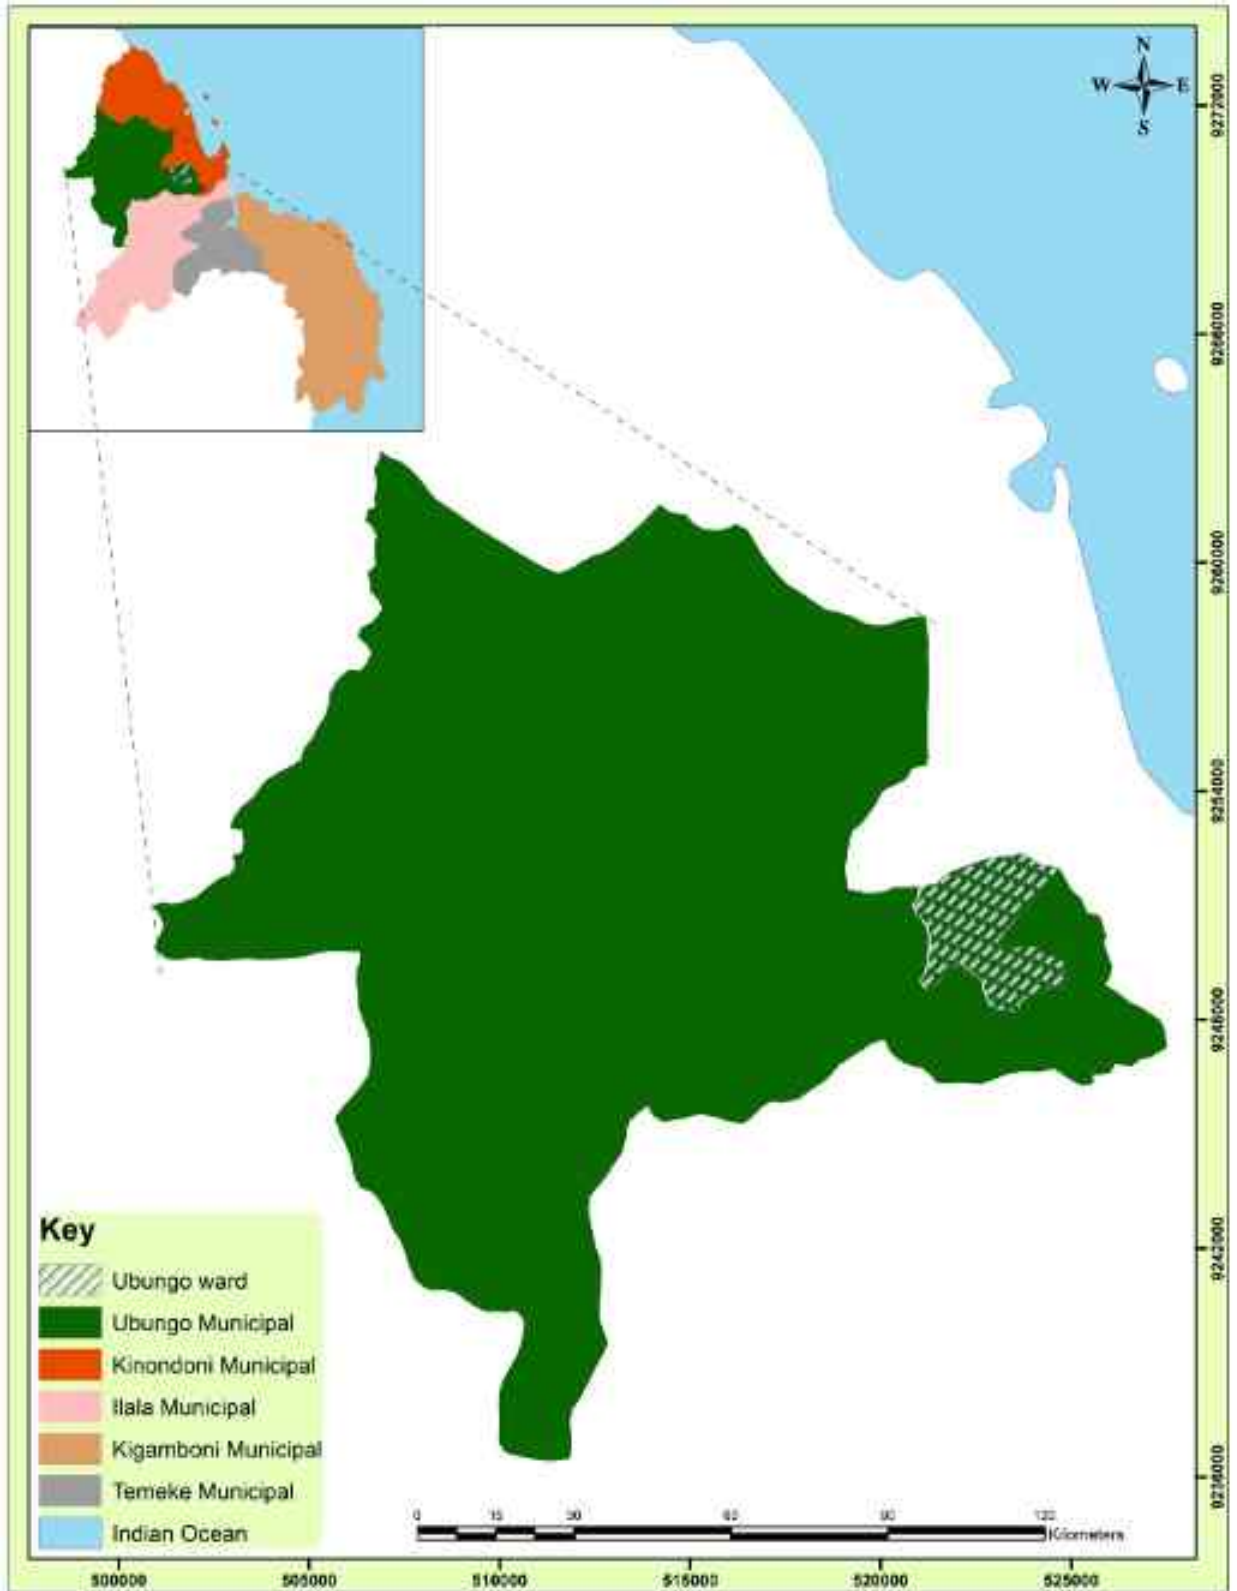 N
W E
S
9272000
9266000
9260000
9254000
9248000
9242000
9236000
Key
Ubungo ward
Ubungo Municipal
Kinondoni Municipal
Ilala Municipal
Kigamboni Municipal
Temeke Municipal
Indian Ocean
0 15 30 60 90 120
Kilometers
500000 505000 510000 515000 520000 525000